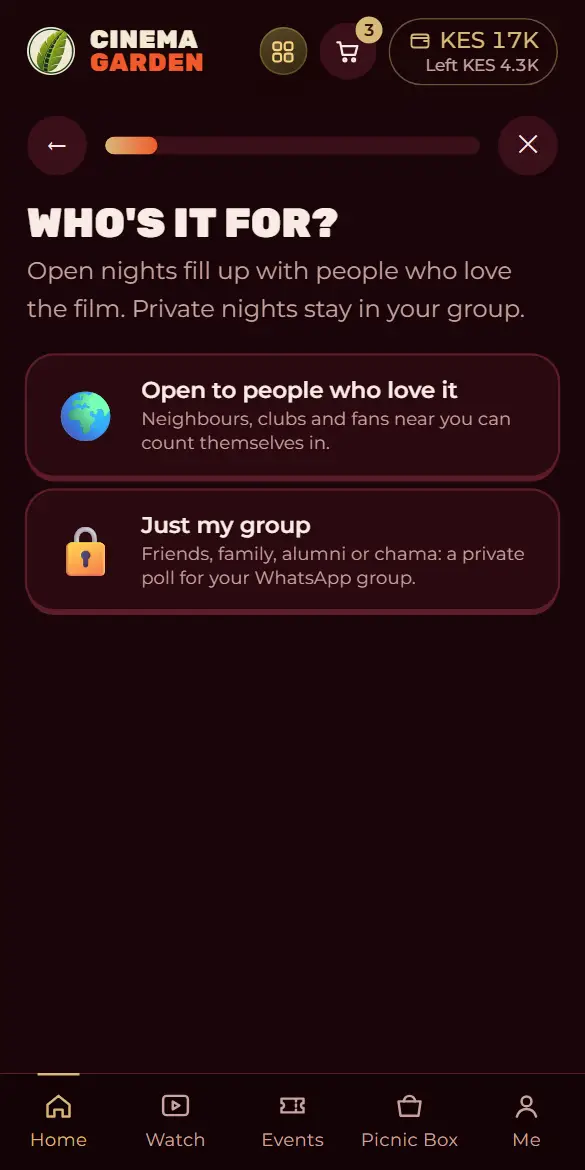 CINEMA
GARDEN
3
KES 17K
Left KES 4.3K
←
WHO'S IT FOR?
Open nights fill up with people who love
the film. Private nights stay in your group.
Open to people who love it
Neighbours, clubs and fans near you can
count themselves in.
Just my group
Friends, family, alumni or chama: a private
poll for your WhatsApp group.
Home
Watch
Events
Picnic Box
Me